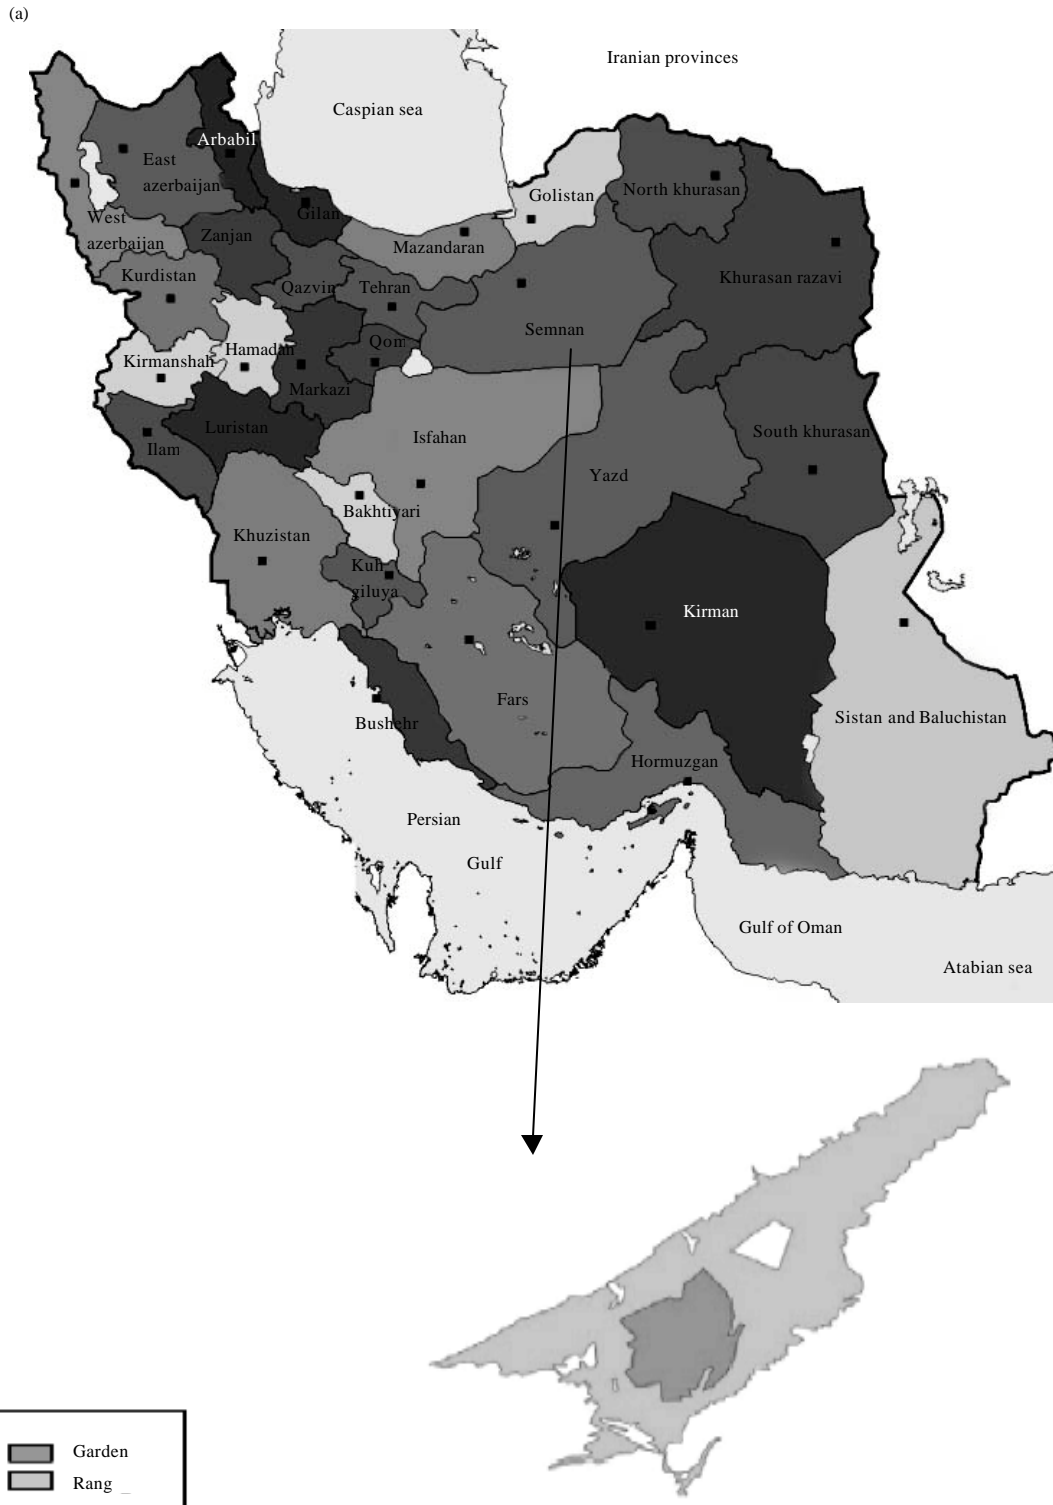 (a)
Iranian provinces
Caspian sea
Arbabil
East
azerbaijan
Golistan
North khurasan
Gilan
West
azerbaijan
Zanjan
Mazandaran
Kurdistan
Qazvin
Tehran
Khurasan razavi
Semnan
Qom
Hamadan
Kirmanshah
Markazi
Luristan
Isfahan
South khurasan
Ilam
Yazd
Bakhtiyari
Khuzistan
Kuh
giluya
Kirman
Fars
Bushehr
Sistan and Baluchistan
Hormuzgan
Persian
Gulf
Gulf of Oman
Atabian sea
Garden
Rang _